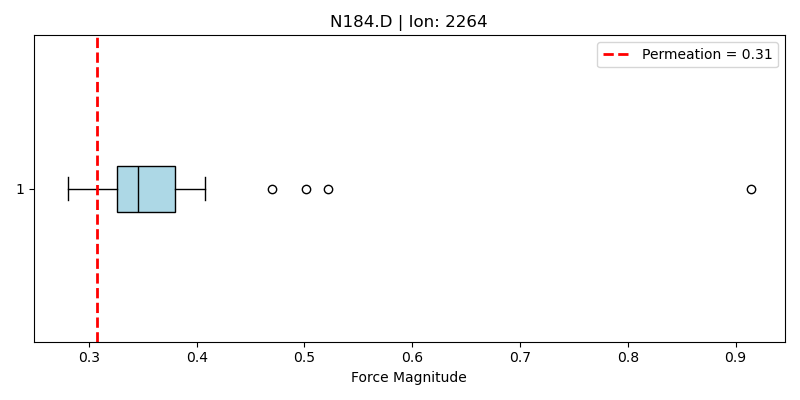 N184.D | Ion: 2264
Permeation = 0.31
1
0.3 0.4 0.5 0.6 0.7 0.8 0.9
Force Magnitude